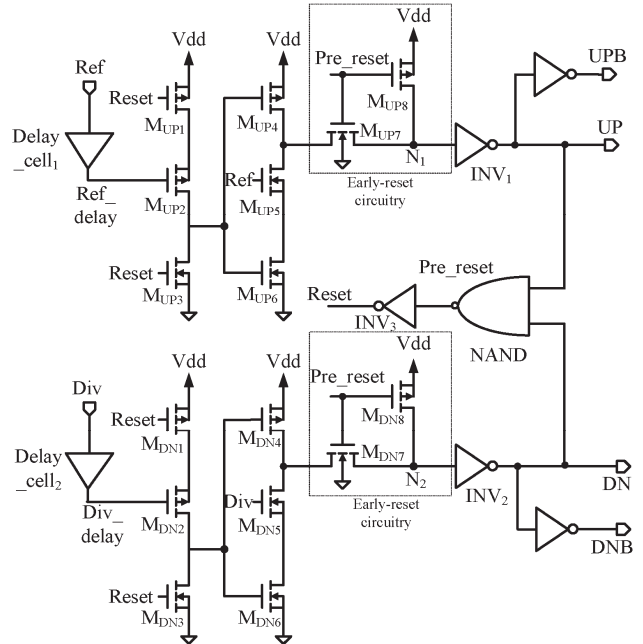 Vdd
Vdd
Vdd
Ref
Pre_reset
UPB
Reset
MUP1
MUP4
MUP8
Delay
_cell1
MUP7
UP
N1
INV1
Ref_
delay
MUP2
Ref
MUP5
Early-reset
circuitry
Reset
MUP3
MUP6
Pre_reset
Reset
INV3
NAND
Vdd
Vdd
Vdd
Div
Pre_reset
Reset
MDN1
MDN4
MDN8
Delay
_cell2
MDN7
N2
INV2
DN
Div_
delay
MDN2
Div
MDN5
Early-reset
circuitry
DNB
Reset
MDN3
MDN6